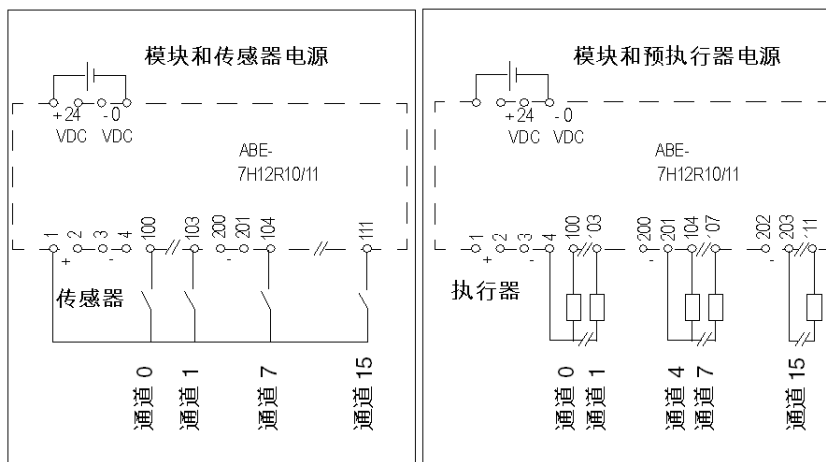 模块和传感器电源
+24 -0
VDC VDC
ABE-
7H12R10/11
1 2 3 4 100 103 200 201 104 111
+ - -
传感器
通道 0 通道 1 通道 7 通道 15
模块和预执行器电源
+24 -0
VDC VDC
ABE-
7H12R10/11
1 2 3 4 100 '03 200 201 104 '07 202 203 '11
+ - - -
执行器
通道 0 通道 1 通道 4 通道 7 通道 15